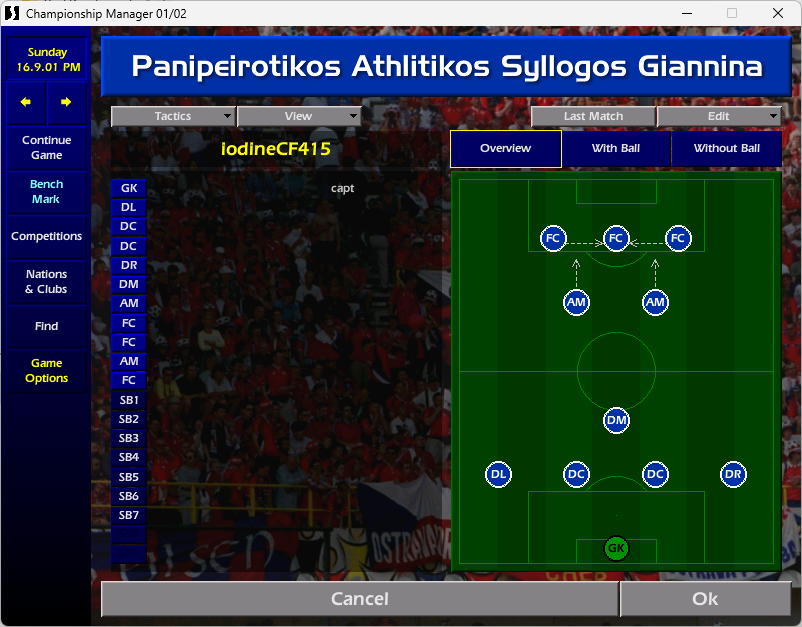 Championship Manager 01/02
Sunday
16.9.01 PM
Panipeirotikos Athlitikos Syllogos Giannina
Tactics
View
Last Match
Edit
Continue
Game
Bench
Mark
Competitions
Nations
& Clubs
Find
Game
Options
iodineCF415
Overview
With Ball
Without Ball
GK capt
DL
DC
DC
DR
DM
AM
FC
FC
AM
FC
SB1
SB2
SB3
SB4
SB5
SB6
SB7
FC FC FC
AM AM
DM
DL DC DC DR
GK
Cancel
Ok